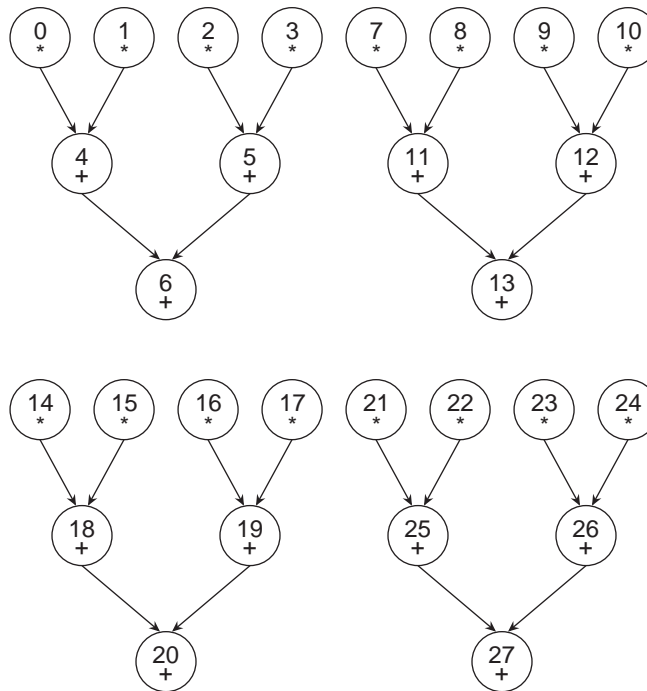 0 1 2 3 7 8 9 10
* * * * * * * *
4 5 11 12
+ + + +
6 13
+ +
14 15 16 17 21 22 23 24
* * * * * * * *
18 19 25 26
+ + + +
20 27
+ +